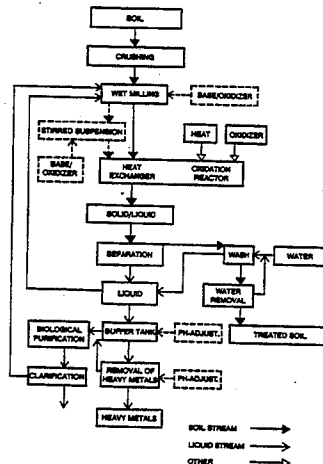 SOIL
CRUSHING
WET MILLING
BASE/OXIDIZER
STIRRED SUSPENSION
HEAT
OXIDIZER
BASE/
OXIDIZER
HEAT
EXCHANGER
OXIDATION
REACTOR
SOLID/LIQUID
SEPARATION
WASH
WATER
LIQUID
WATER
REMOVAL
BIOLOGICAL
PURIFICATION
BUFFER TANK
PH-ADJUST.
TREATED SOIL
CLARIFICATION
REMOVAL OF
HEAVY METALS
PH-ADJUST.
HEAVY METALS
SOIL STREAM
LIQUID STREAM
OTHER